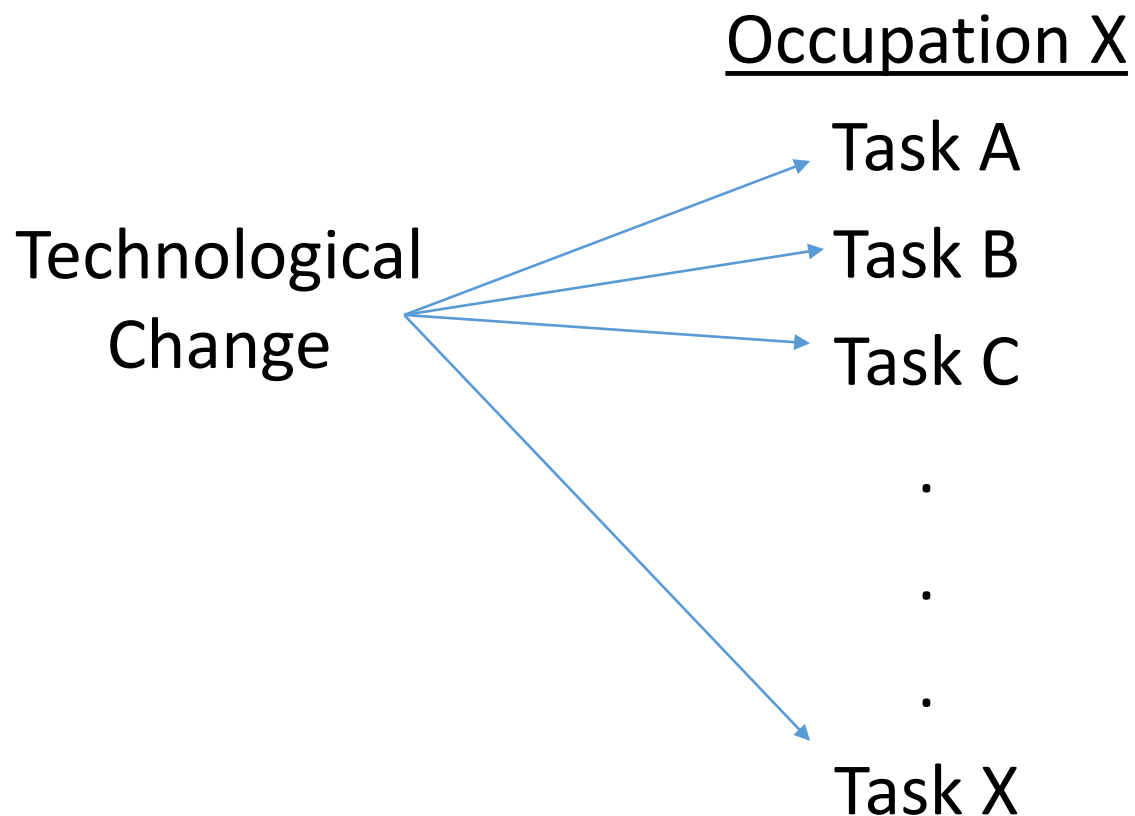 Occupation X
Task A
Technological
Change
Task B
Task C
.
.
.
Task X